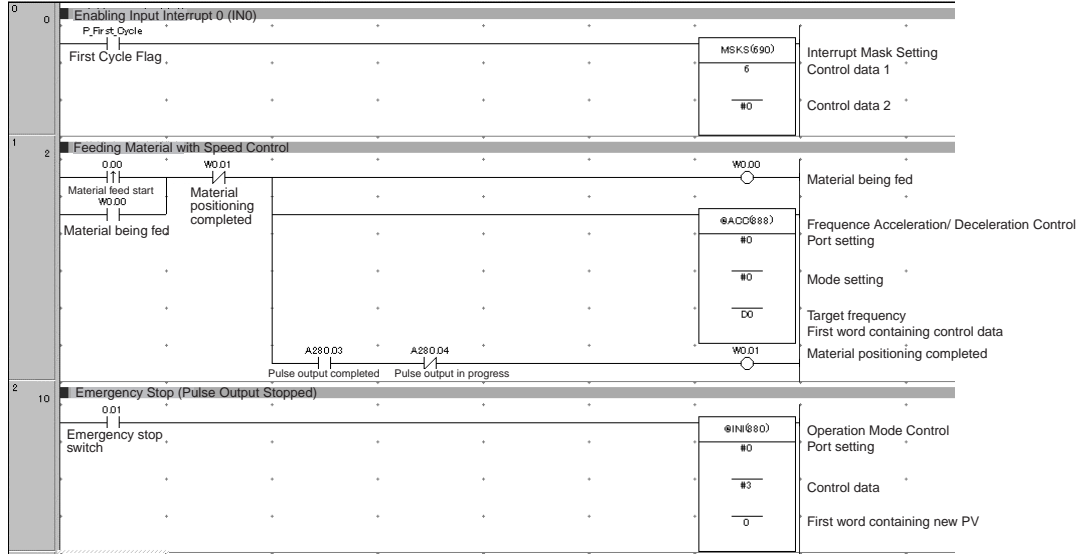 0
0
Enabling Input Interrupt 0 (IN0)
P_First_Cycle
First Cycle Flag
MSKS(690)
Interrupt Mask Setting
6
Control data 1
#0
Control data 2
1
2
Feeding Material with Speed Control
0.00
W0.01
W0.00
Material feed start
Material
positioning
completed
Material being fed
W0.00
Material being fed
@ACC(888)
Frequence Acceleration/ Deceleration Control
#0
Port setting
#0
Mode setting
D0
Target frequency
First word containing control data
A280.03
A280.04
W0.01
Material positioning completed
Pulse output completed
Pulse output in progress
2
10
Emergency Stop (Pulse Output Stopped)
0.01
Emergency stop
switch
@INI(880)
Operation Mode Control
#0
Port setting
#3
Control data
0
First word containing new PV